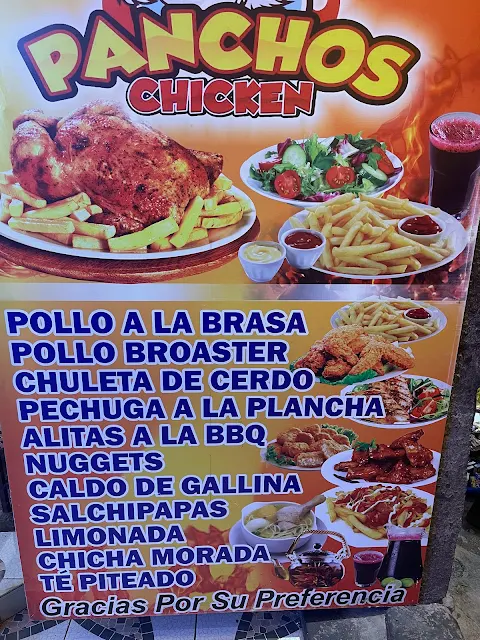 PANCHOS
CHICKEN
POLLO A LA BRASA
POLLO BROASTER
CHULETA DE CERDO
PECHUGA A LA PLANCHA
ALITAS A LA BBQ
NUGGETS
CALDO DE GALLINA
SALCHIPAPAS
LIMONADA
CHICHA MORADA
TÉ PITEADO
Gracias Por Su Preferencia